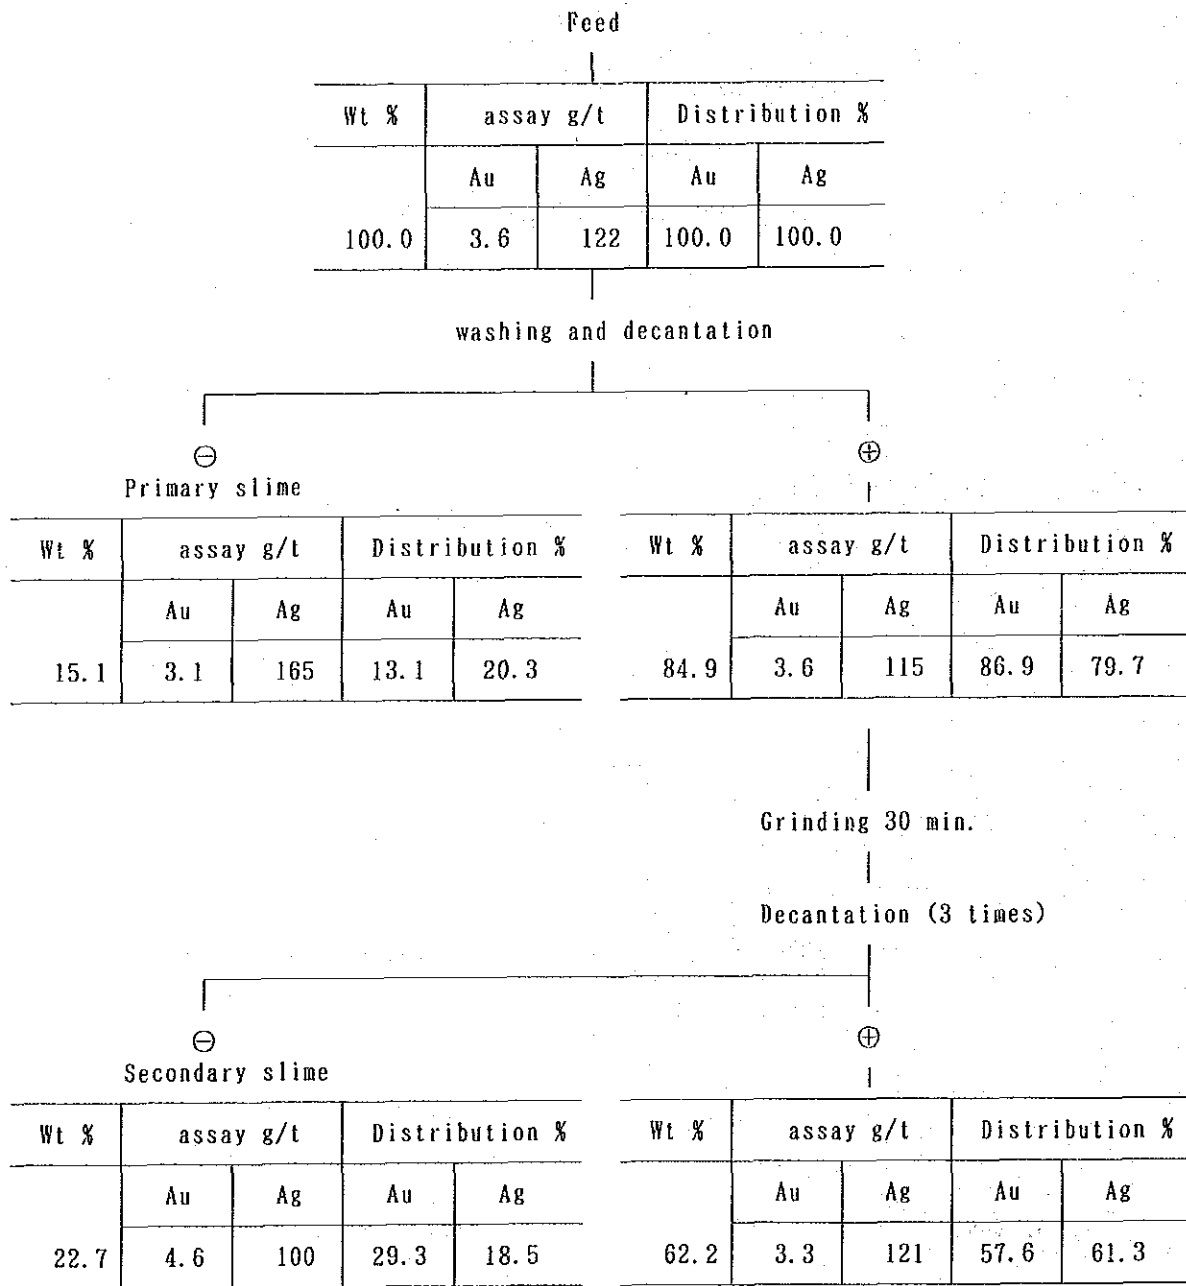 Feed
Wt % assay g/t Distribution %
Au Ag Au Ag
100.0 3.6 122 100.0 100.0
washing and decantation
⊖
Primary slime
Wt % assay g/t Distribution %
Au Ag Au Ag
15.1 3.1 165 13.1 20.3
⊕
Wt % assay g/t Distribution %
Au Ag Au Ag
84.9 3.6 115 86.9 79.7
Grinding 30 min.
Decantation (3 times)
⊖
Secondary slime
Wt % assay g/t Distribution %
Au Ag Au Ag
22.7 4.6 100 29.3 18.5
⊕
Wt % assay g/t Distribution %
Au Ag Au Ag
62.2 3.3 121 57.6 61.3